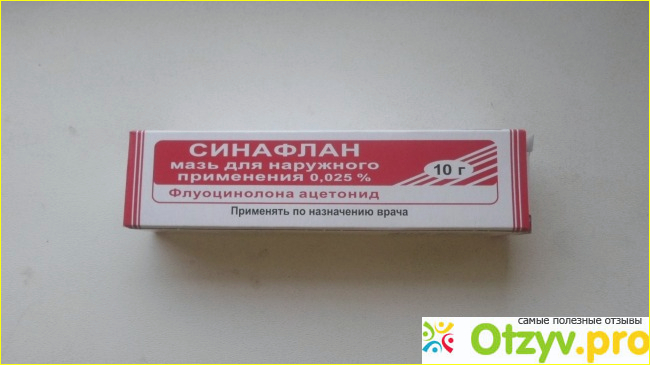 СИНАФЛАН
мазь для наружного
применения 0,025 %
10 г
Флуоцинолона ацетонид
Применять по назначению врача
самые полезные отзывы
Otzyv.pro